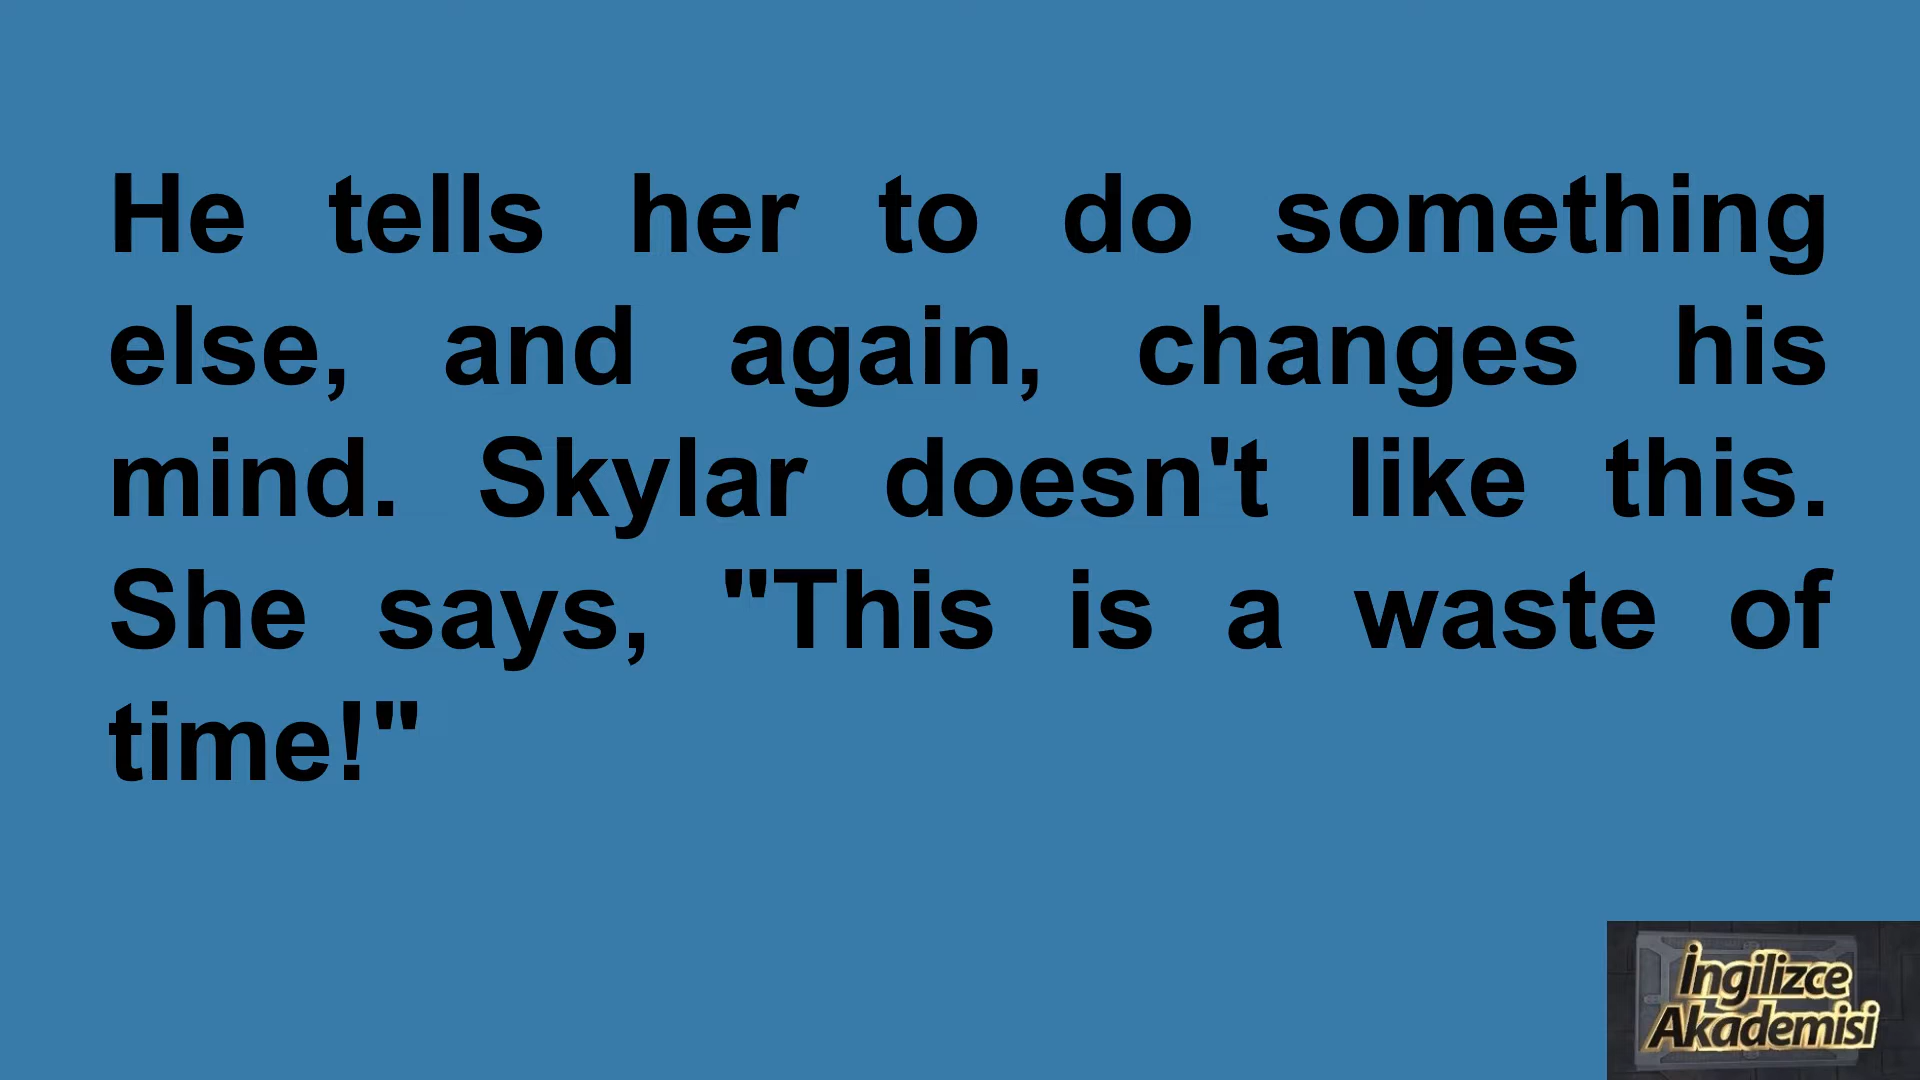 He tells her to do something
else, and again, changes his
mind. Skylar doesn't like this.
She says, "This is a waste of
time!"
İngilizce
Akademisi